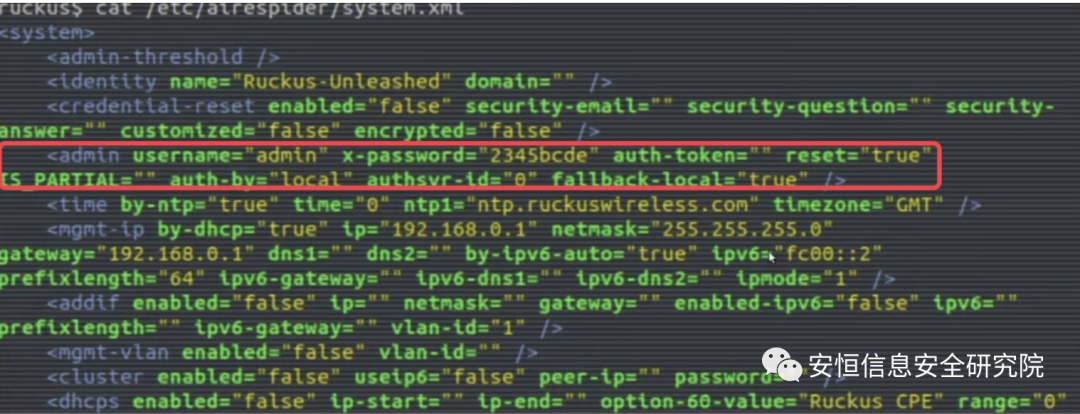 ruckus$ cat /etc/airespider/system.xml
<system>
<admin-threshold />
<identity name="Ruckus-Unleashed" domain="" />
<credential-reset enabled="false" security-email="" security-question="" security-
answer="" customized="false" encrypted="false" />
<admin username="admin" x-password="2345bcde" auth-token="" reset="true"
IS_PARTIAL="" auth-by="local" authsvr-id="0" fallback-local="true" />
<time by-ntp="true" time="0" ntp1="ntp.ruckuswireless.com" timezone="GMT" />
<mgmt-ip by-dhcp="true" ip="192.168.0.1" netmask="255.255.255.0"
gateway="192.168.0.1" dns1="" dns2="" by-ipv6-auto="true" ipv6="fc00::2"
prefixlength="64" ipv6-gateway="" ipv6-dns1="" ipv6-dns2="" ipmode="1" />
<addif enabled="false" ip="" netmask="" gateway="" enabled-ipv6="false" ipv6=""
prefixlength="" ipv6-gateway="" vlan-id="1" />
<mgmt-vlan enabled="false" vlan-id="" />
<cluster enabled="false" useip6="false" peer-ip="" password="" />
<dhcps enabled="false" ip-start="" ip-end="" option-60-value="Ruckus CPE" range="0"
安恒信息安全研究院